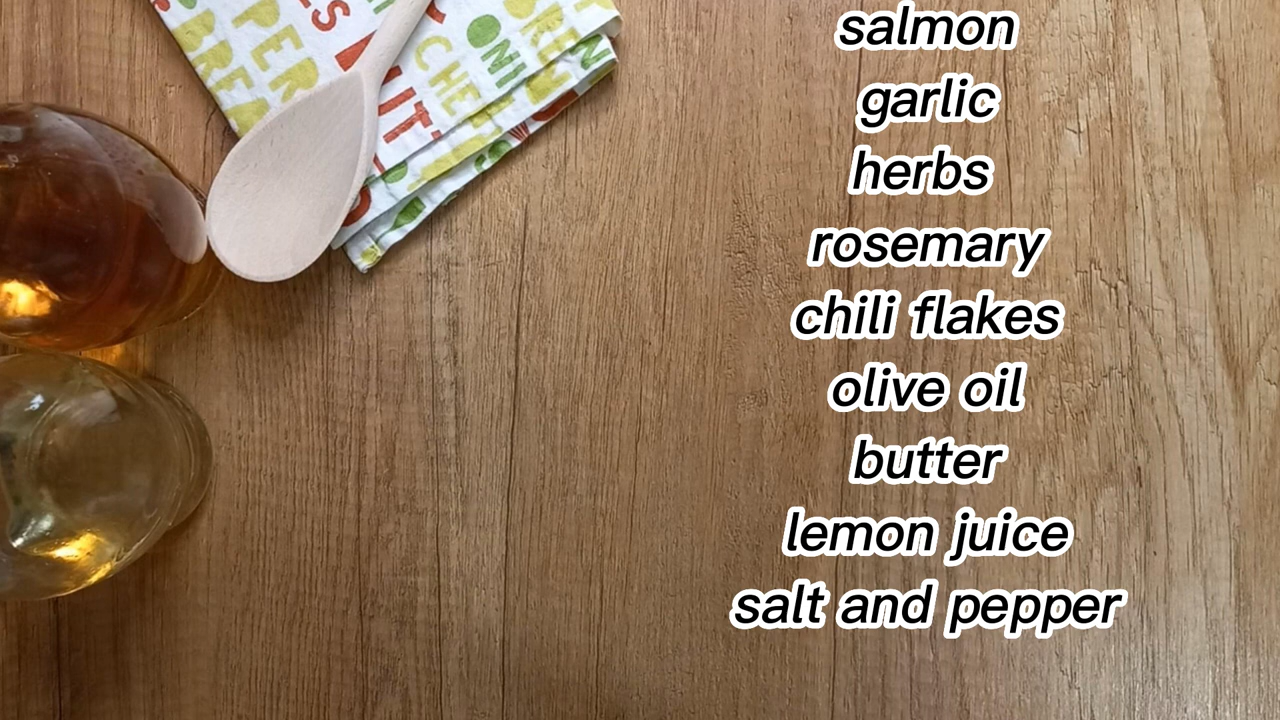 salmon
garlic
herbs
rosemary
chili flakes
olive oil
butter
lemon juice
salt and pepper